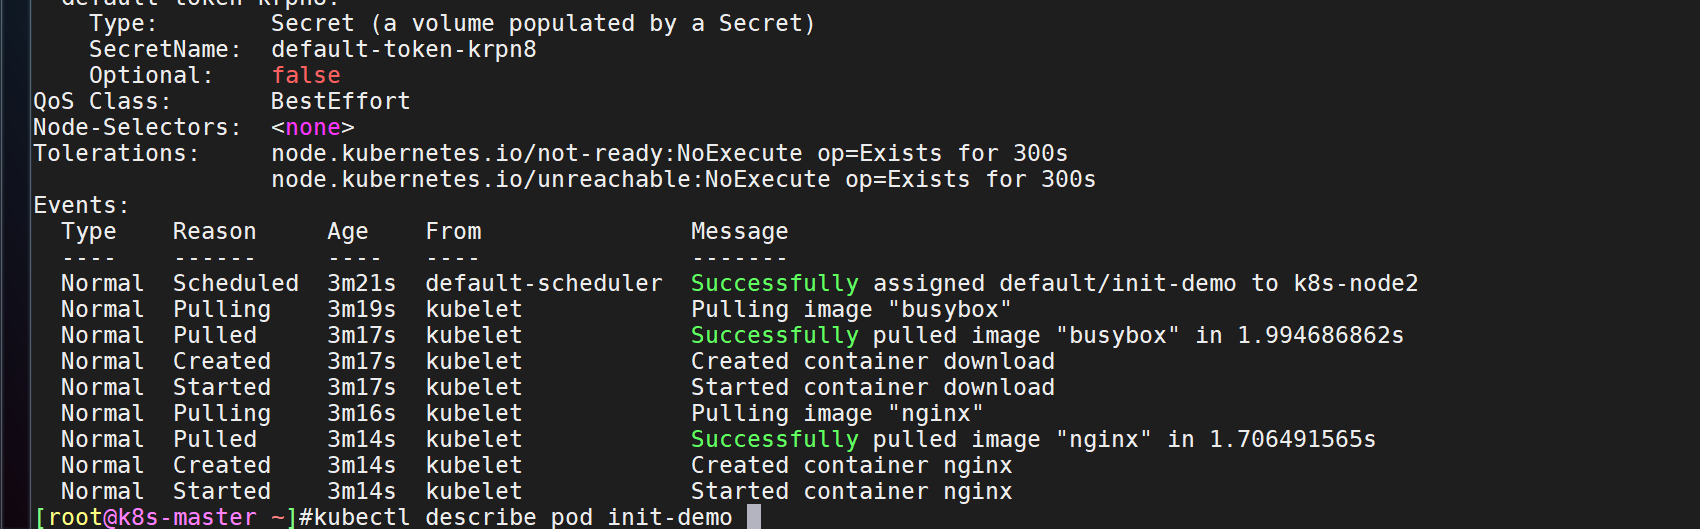 default-token-krpn8:
    Type:        Secret (a volume populated by a Secret)
    SecretName:  default-token-krpn8
    Optional:    false
QoS Class:       BestEffort
Node-Selectors:  <none>
Tolerations:     node.kubernetes.io/not-ready:NoExecute op=Exists for 300s
                 node.kubernetes.io/unreachable:NoExecute op=Exists for 300s
Events:
  Type    Reason     Age    From               Message
  ----    ------     ----   ----               -------
  Normal  Scheduled  3m21s  default-scheduler  Successfully assigned default/init-demo to k8s-node2
  Normal  Pulling    3m19s  kubelet            Pulling image "busybox"
  Normal  Pulled     3m17s  kubelet            Successfully pulled image "busybox" in 1.994686862s
  Normal  Created    3m17s  kubelet            Created container download
  Normal  Started    3m17s  kubelet            Started container download
  Normal  Pulling    3m16s  kubelet            Pulling image "nginx"
  Normal  Pulled     3m14s  kubelet            Successfully pulled image "nginx" in 1.706491565s
  Normal  Created    3m14s  kubelet            Created container nginx
  Normal  Started    3m14s  kubelet            Started container nginx
[root@k8s-master ~]#kubectl describe pod init-demo